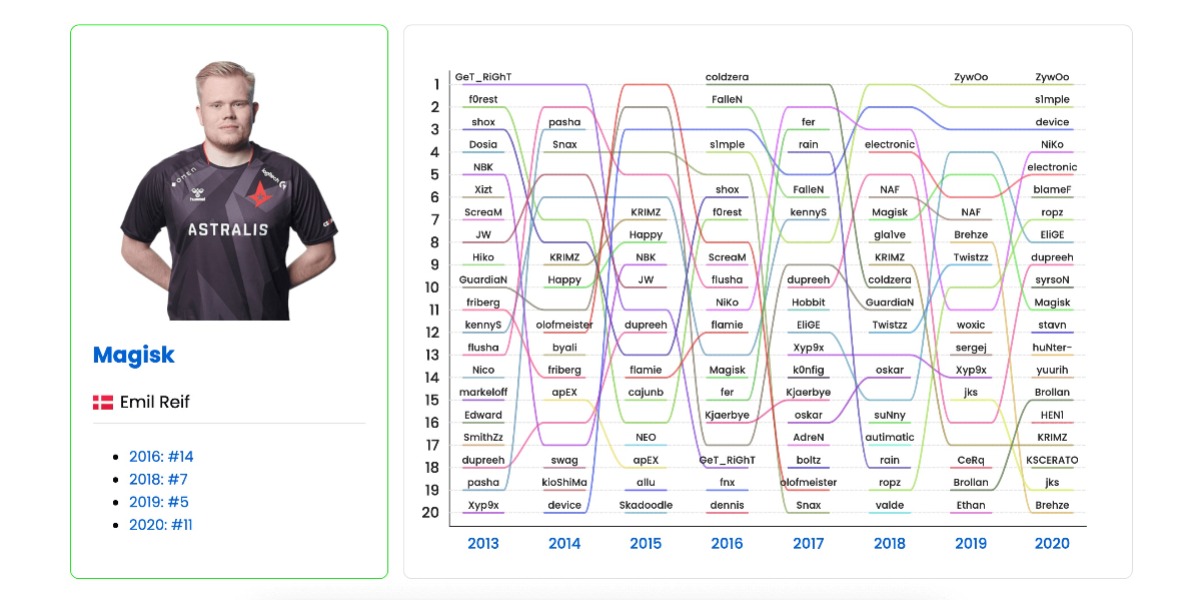 OMEN
logitech G
hummel
ASTRALIS
Magisk
Emil Reif
2016: #14
2018: #7
2019: #5
2020: #11
1 GeT_RiGhT coldzera ZywOo ZywOo
2 f0rest FalleN s1mple
3 shox pasha fer device
4 Dosia Snax s1mple rain electronic NiKo
5 NBK electronic
6 Xizt shox FalleN NAF blameF
7 ScreaM KRIMZ f0rest kennyS Magisk NAF ropz
8 JW Happy gla1ve Brehze EliGE
9 Hiko KRIMZ NBK ScreaM KRIMZ Twistzz dupreeh
10 GuardiaN Happy JW flusha dupreeh coldzera syrsoN
11 friberg NiKo Hobbit GuardiaN Magisk
12 kennyS olofmeister dupreeh flamie EliGE Twistzz woxic stavn
13 flusha byali Xyp9x sergej huNter-
14 Nico friberg flamie Magisk k0nfig oskar Xyp9x yuurih
15 markeloff apEX cajunb fer Kjaerbye jks Brollan
16 Edward Kjaerbye oskar suNny HEN1
17 SmithZz NEO AdreN autimatic KRIMZ
18 dupreeh swag apEX GeT_RiGhT boltz rain CeRq KSCERATO
19 pasha kioShiMa allu fnx olofmeister ropz Brollan jks
20 Xyp9x device Skadoodle dennis Snax valde Ethan Brehze
2013 2014 2015 2016 2017 2018 2019 2020